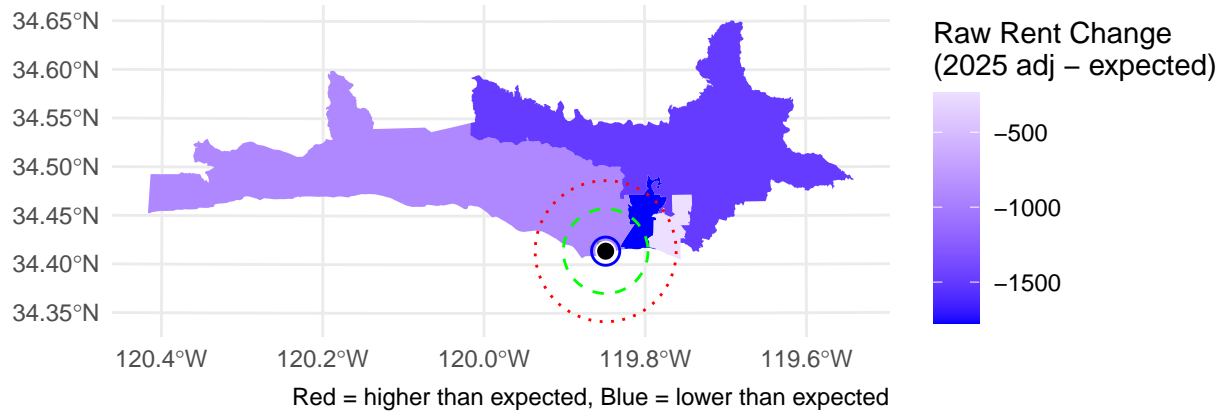 34.65°N
34.60°N
34.55°N
34.50°N
34.45°N
34.40°N
34.35°N
120.4°W 120.2°W 120.0°W 119.8°W 119.6°W
Red = higher than expected, Blue = lower than expected
Raw Rent Change
(2025 adj − expected)
−500
−1000
−1500